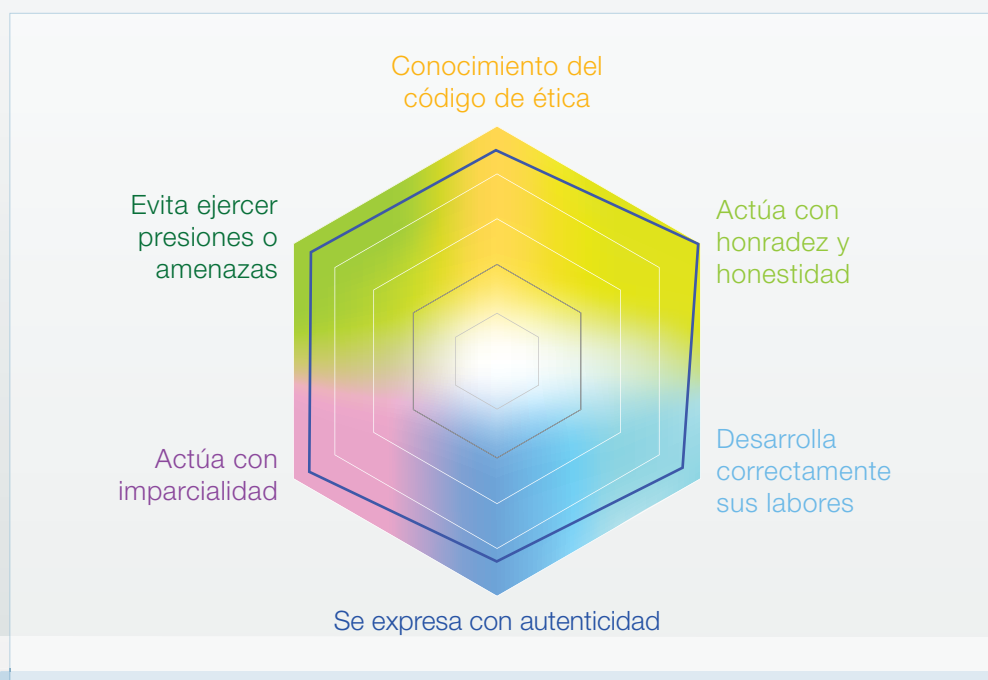 Conocimiento del
código de ética
Evita ejercer
presiones o
amenazas
Actúa con
honradez y
honestidad
Actúa con
imparcialidad
Desarrolla
correctamente
sus labores
Se expresa con autenticidad